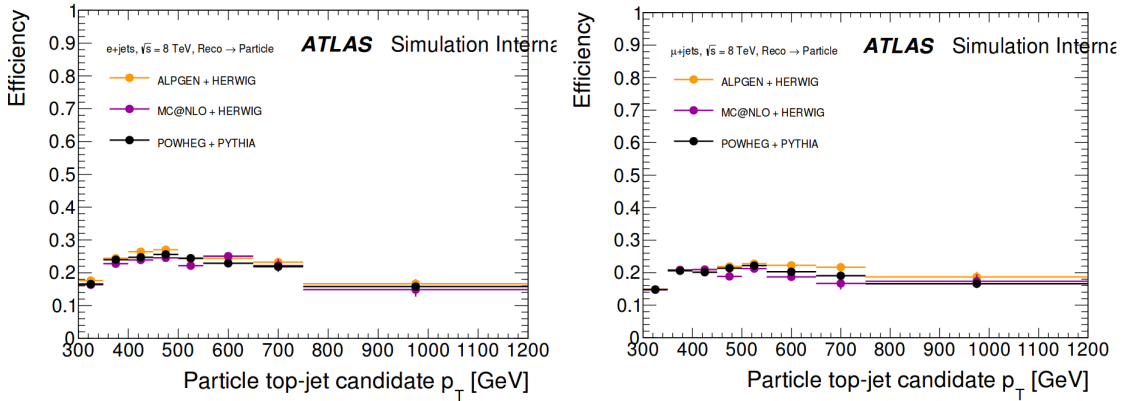 Efficiency
1
0.9
0.8
0.7
0.6
0.5
0.4
0.3
0.2
0.1
0
e+jets, √s = 8 TeV, Reco → Particle
ATLAS Simulation Interna
ALPGEN + HERWIG
MC@NLO + HERWIG
POWHEG + PYTHIA
300 400 500 600 700 800 900 1000 1100 1200
Particle top-jet candidate p_T [GeV]
Efficiency
1
0.9
0.8
0.7
0.6
0.5
0.4
0.3
0.2
0.1
0
μ+jets, √s = 8 TeV, Reco → Particle
ATLAS Simulation Interna
ALPGEN + HERWIG
MC@NLO + HERWIG
POWHEG + PYTHIA
300 400 500 600 700 800 900 1000 1100 1200
Particle top-jet candidate p_T [GeV]